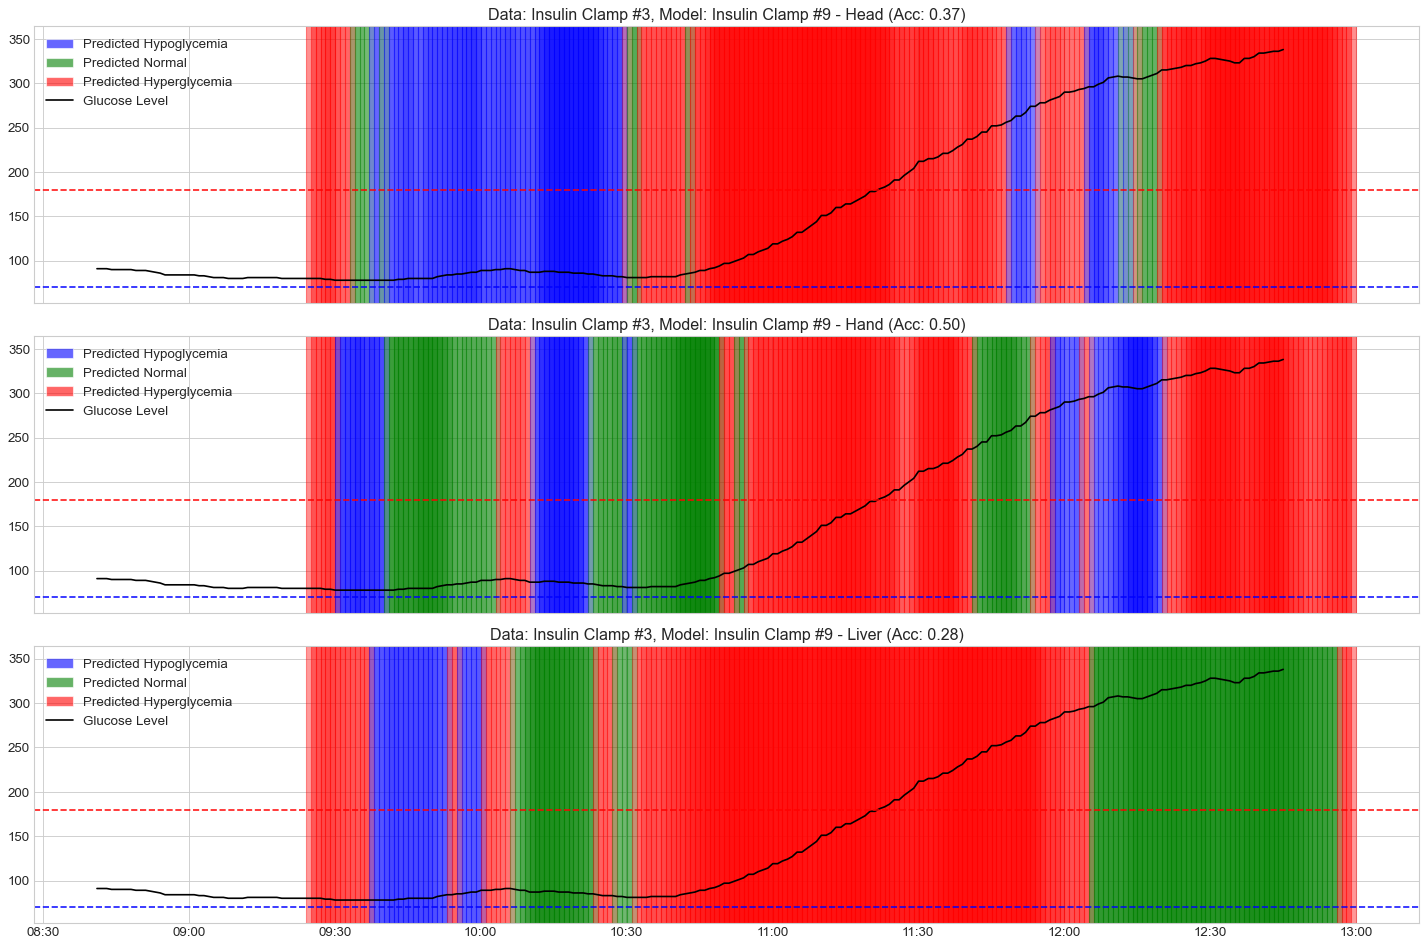 Data: Insulin Clamp #3, Model: Insulin Clamp #9 - Head (Acc: 0.37)
350
300
250
200
150
100
Predicted Hypoglycemia
Predicted Normal
Predicted Hyperglycemia
Glucose Level
Data: Insulin Clamp #3, Model: Insulin Clamp #9 - Hand (Acc: 0.50)
350
300
250
200
150
100
Predicted Hypoglycemia
Predicted Normal
Predicted Hyperglycemia
Glucose Level
Data: Insulin Clamp #3, Model: Insulin Clamp #9 - Liver (Acc: 0.28)
350
300
250
200
150
100
Predicted Hypoglycemia
Predicted Normal
Predicted Hyperglycemia
Glucose Level
08:30 09:00 09:30 10:00 10:30 11:00 11:30 12:00 12:30 13:00